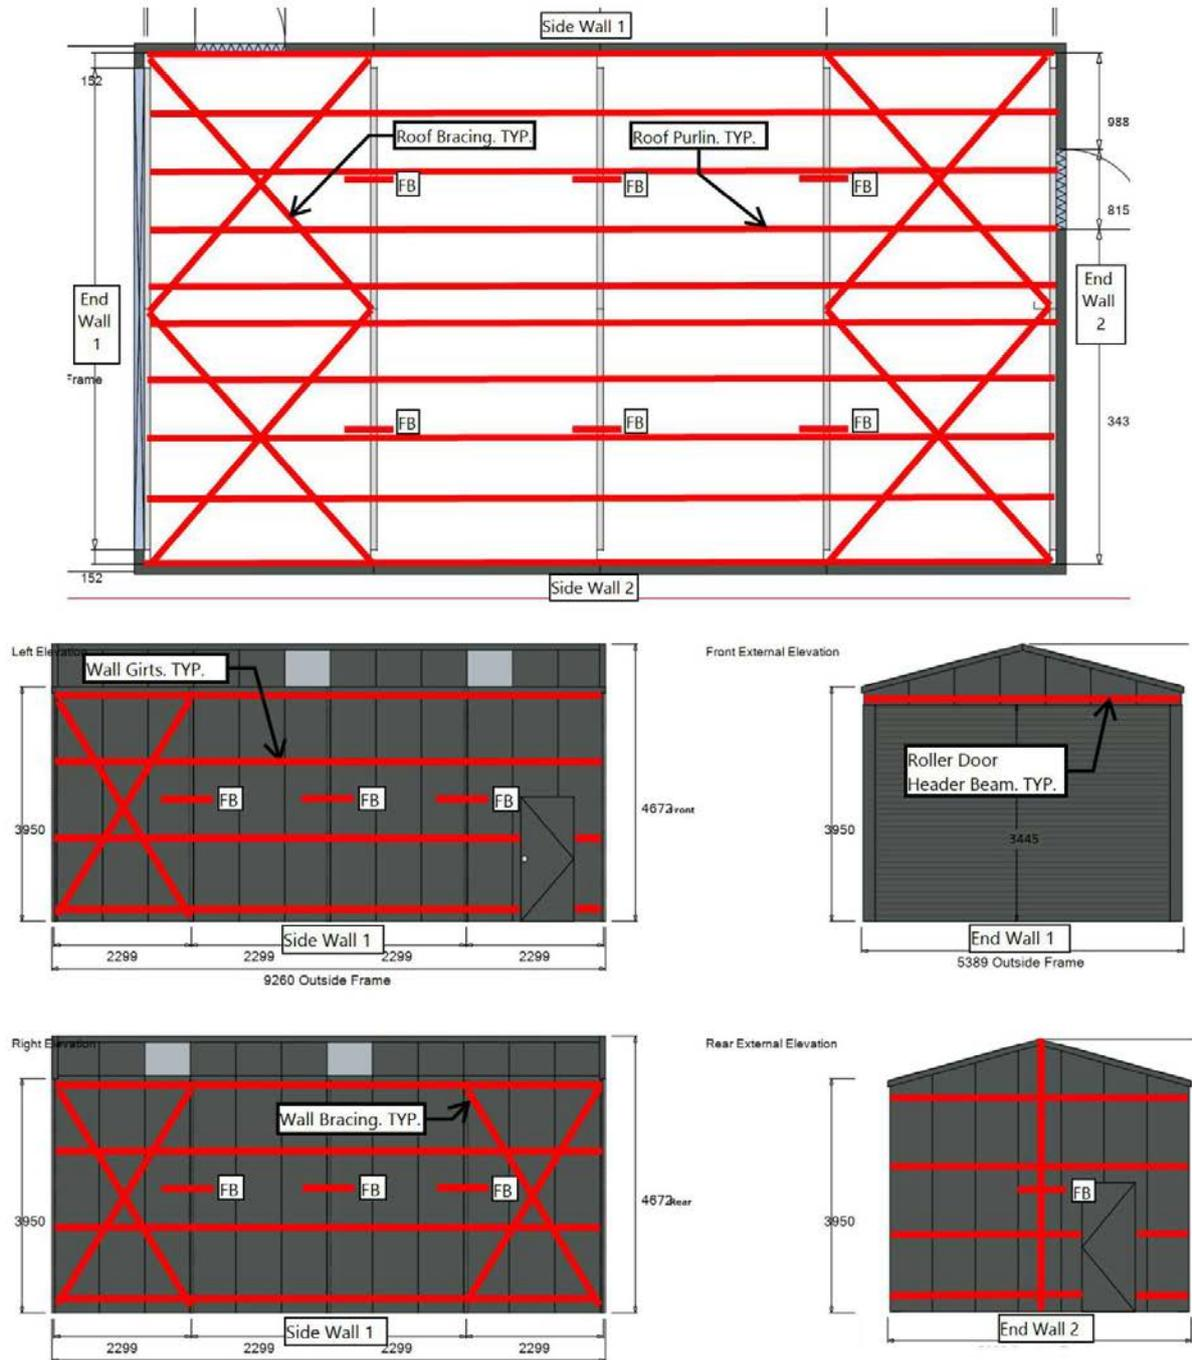 Side Wall 1
152
Roof Bracing. TYP.
Roof Purlin. TYP.
988
FB
FB
FB
815
End
Wall
1
End
Wall
2
Frame
FB
FB
FB
343
152
Side Wall 2
Left Elevation
Wall Girts. TYP.
FB
FB
FB
3950
4672
Front
Side Wall 1
2299
2299
2299
2299
9260 Outside Frame
Front External Elevation
Roller Door
Header Beam. TYP.
3950
3445
End Wall 1
5389 Outside Frame
Right Elevation
Wall Bracing. TYP.
FB
FB
FB
3950
4672
Rear
Side Wall 1
2299
2299
2299
2299
Rear External Elevation
FB
3950
End Wall 2